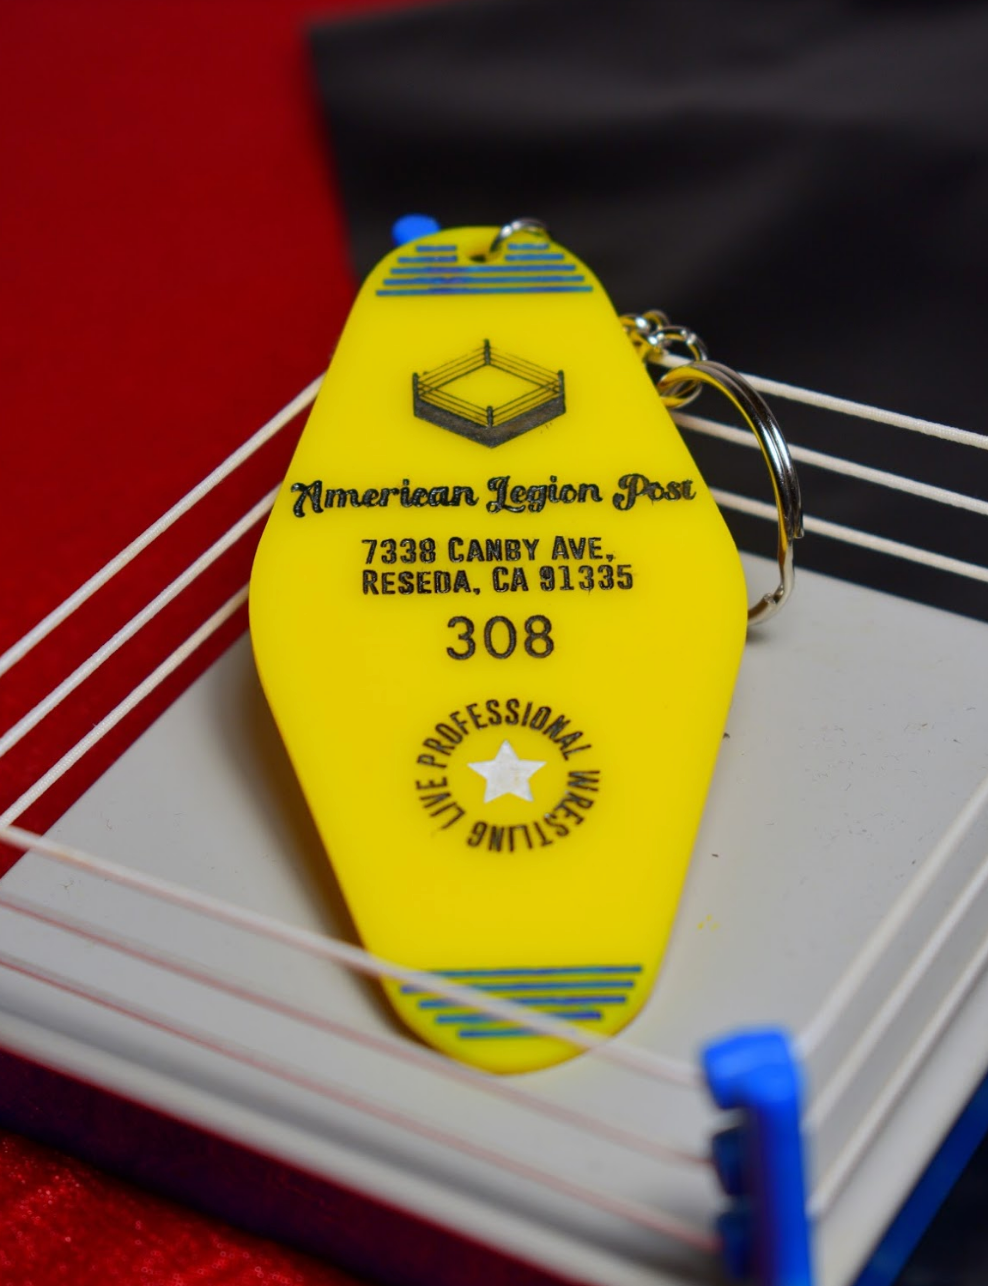 American Legion Post
7338 CANBY AVE,
RESEDA, CA 91335
308
LIVE PROFESSIONAL WRESTLING